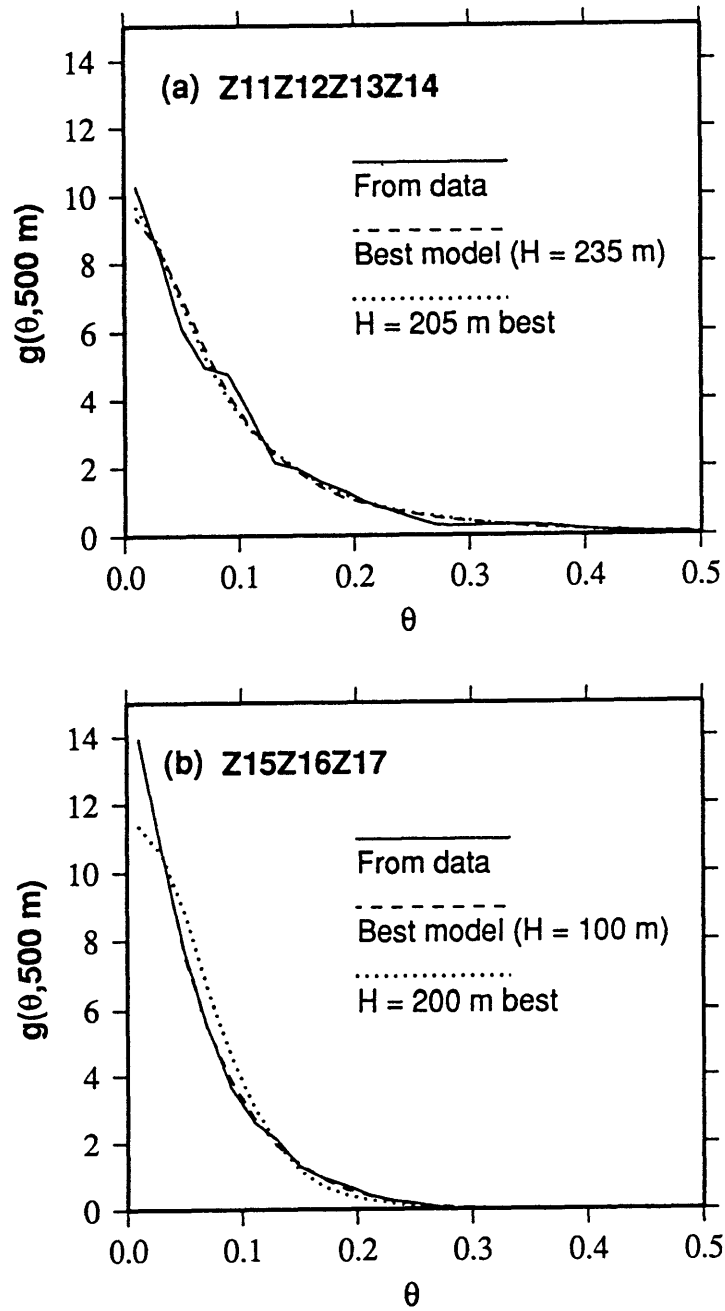 14
12
10
8
6
4
2
0
g(θ,500 m)
(a) Z11Z12Z13Z14
From data
Best model (H = 235 m)
H = 205 m best
0.0 0.1 0.2 0.3 0.4 0.5
θ
14
12
10
8
6
4
2
0
g(θ,500 m)
(b) Z15Z16Z17
From data
Best model (H = 100 m)
H = 200 m best
0.0 0.1 0.2 0.3 0.4 0.5
θ